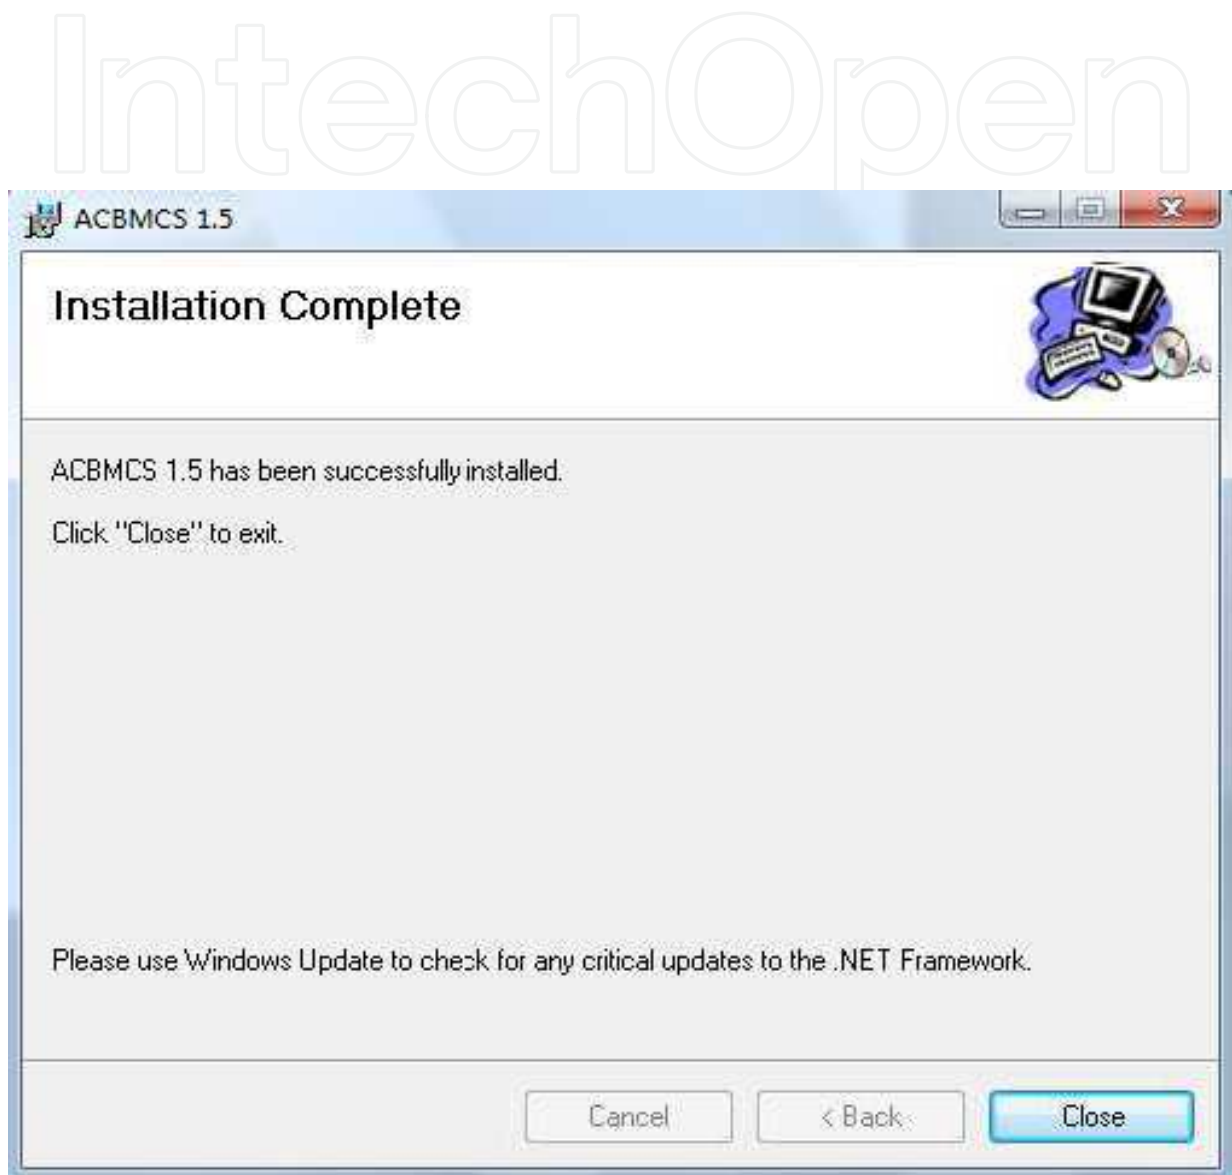 IntechOpen
ACBMCS 1.5
Installation Complete
ACBMCS 1.5 has been successfully installed.
Click "Close" to exit.
Please use Windows Update to check for any critical updates to the .NET Framework.
Cancel
< Back
Close